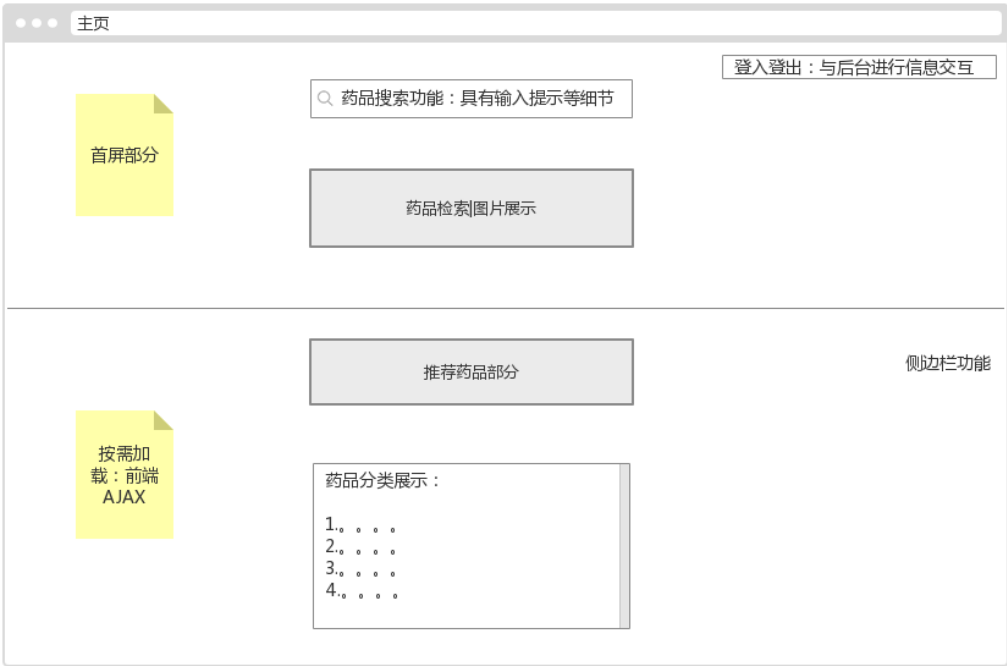 主页
登入登出：与后台进行信息交互
药品搜索功能：具有输入提示等细节
首屏部分
药品检索|图片展示
推荐药品部分
侧边栏功能
按需加
载：前端
AJAX
药品分类展示：
1.。。。。
2.。。。。
3.。。。。
4.。。。。